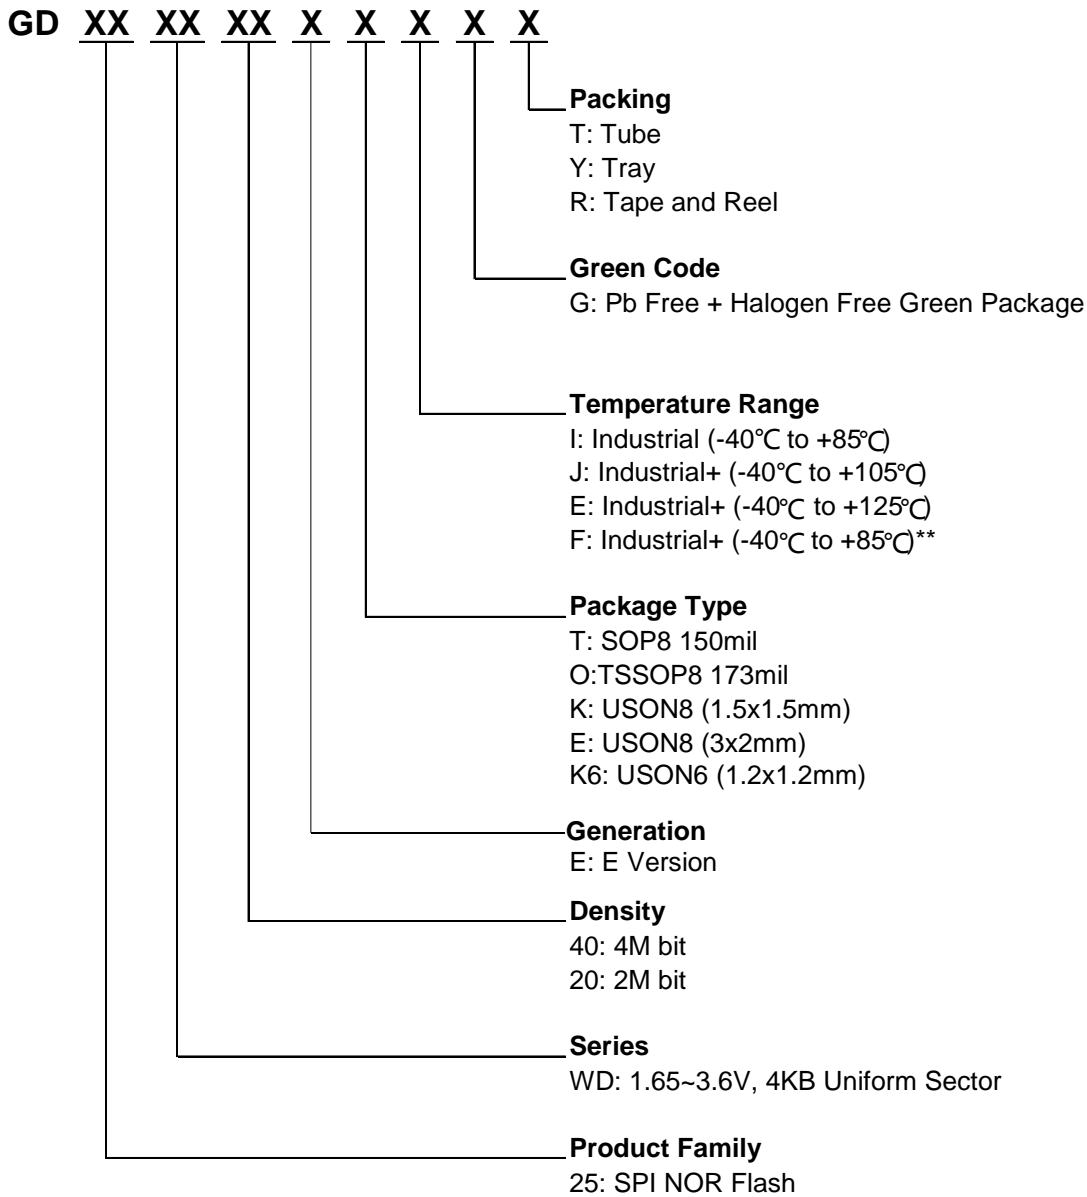 GD XX XX XX X X X X X
Packing
T: Tube
Y: Tray
R: Tape and Reel
Green Code
G: Pb Free + Halogen Free Green Package
Temperature Range
I: Industrial (-40℃ to +85℃)
J: Industrial+ (-40℃ to +105℃)
E: Industrial+ (-40℃ to +125℃)
F: Industrial+ (-40℃ to +85℃)**
Package Type
T: SOP8 150mil
O:TSSOP8 173mil
K: USON8 (1.5x1.5mm)
E: USON8 (3x2mm)
K6: USON6 (1.2x1.2mm)
Generation
E: E Version
Density
40: 4M bit
20: 2M bit
Series
WD: 1.65~3.6V, 4KB Uniform Sector
Product Family
25: SPI NOR Flash